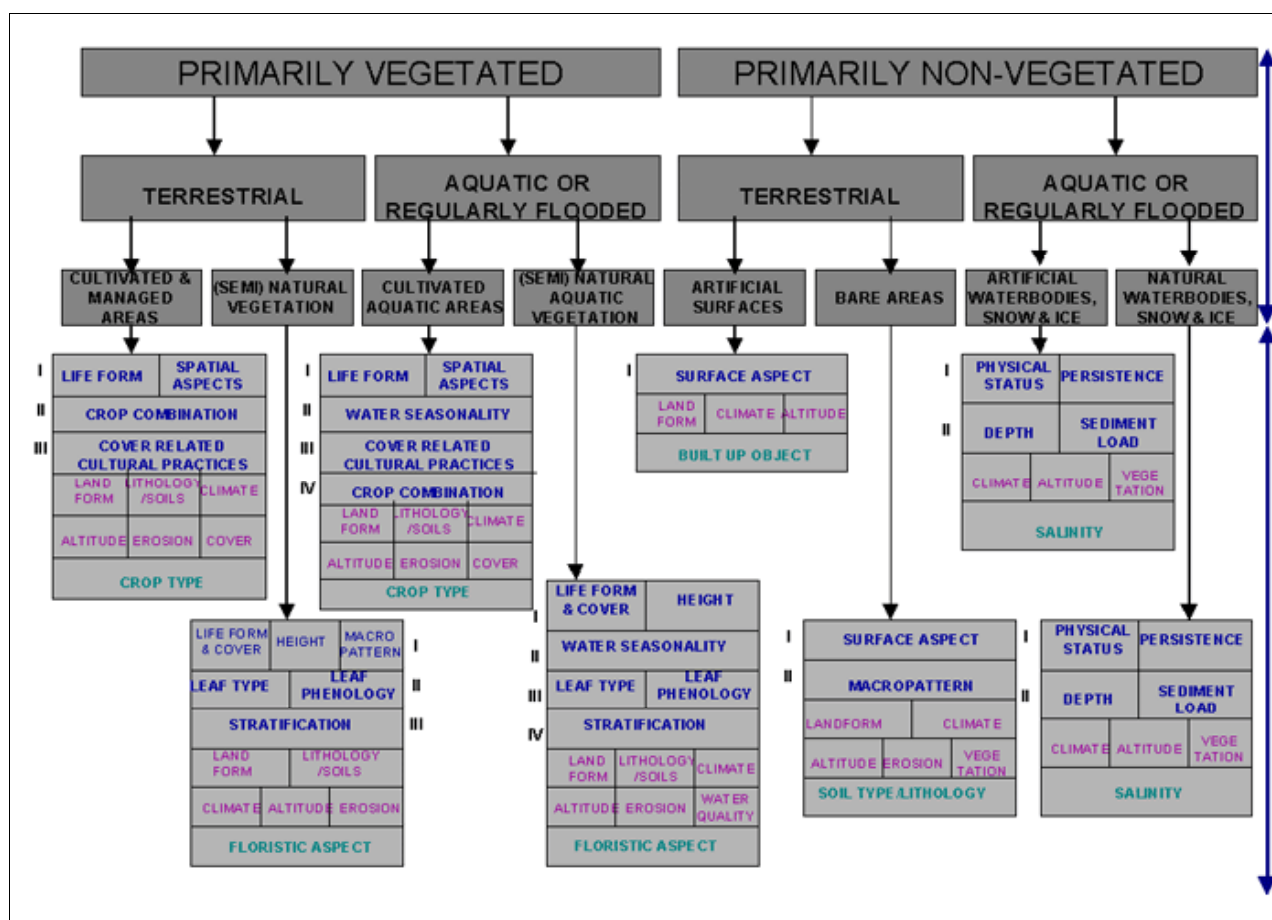 PRIMARILY VEGETATED
PRIMARILY NON-VEGETATED
TERRESTRIAL
AQUATIC OR
REGULARLY FLOODED
TERRESTRIAL
AQUATIC OR
REGULARLY FLOODED
CULTIVATED &
MANAGED
AREAS
(SEMI) NATURAL
VEGETATION
CULTIVATED
AQUATIC AREAS
(SEMI) NATURAL
AQUATIC
VEGETATION
ARTIFICIAL
SURFACES
BARE AREAS
ARTIFICIAL
WATERBODIES,
SNOW & ICE
NATURAL
WATERBODIES,
SNOW & ICE
I
LIFE FORM
SPATIAL
ASPECTS
II
CROP COMBINATION
III
COVER RELATED
CULTURAL PRACTICES
LAND
FORM
LITHOLOGY
/SOILS
CLIMATE
ALTITUDE
EROSION
COVER
CROP TYPE
I
LIFE FORM
SPATIAL
ASPECTS
II
WATER SEASONALITY
III
COVER RELATED
CULTURAL PRACTICES
IV
CROP COMBINATION
LAND
FORM
LITHOLOGY
/SOILS
CLIMATE
ALTITUDE
EROSION
COVER
CROP TYPE
I
SURFACE ASPECT
LAND
FORM
CLIMATE
ALTITUDE
BUILT UP OBJECT
I
PHYSICAL
STATUS
PERSISTENCE
II
DEPTH
SEDIMENT
LOAD
CLIMATE
ALTITUDE
VEGE
TATION
SALINITY
LIFE FORM
& COVER
HEIGHT
MACRO
PATTERN
I
LEAF TYPE
LEAF
PHENOLOGY
II
STRATIFICATION
III
LAND
FORM
LITHOLOGY
/SOILS
CLIMATE
ALTITUDE
EROSION
FLORISTIC ASPECT
I
LIFE FORM
& COVER
HEIGHT
II
WATER SEASONALITY
III
LEAF TYPE
LEAF
PHENOLOGY
IV
STRATIFICATION
LAND
FORM
LITHOLOGY
/SOILS
CLIMATE
ALTITUDE
EROSION
WATER
QUALITY
FLORISTIC ASPECT
I
SURFACE ASPECT
II
MACROPATTERN
LANDFORM
CLIMATE
ALTITUDE
EROSION
VEGE
TATION
SOIL TYPE/LITHOLOGY
I
PHYSICAL
STATUS
PERSISTENCE
II
DEPTH
SEDIMENT
LOAD
CLIMATE
ALTITUDE
VEGE
TATION
SALINITY